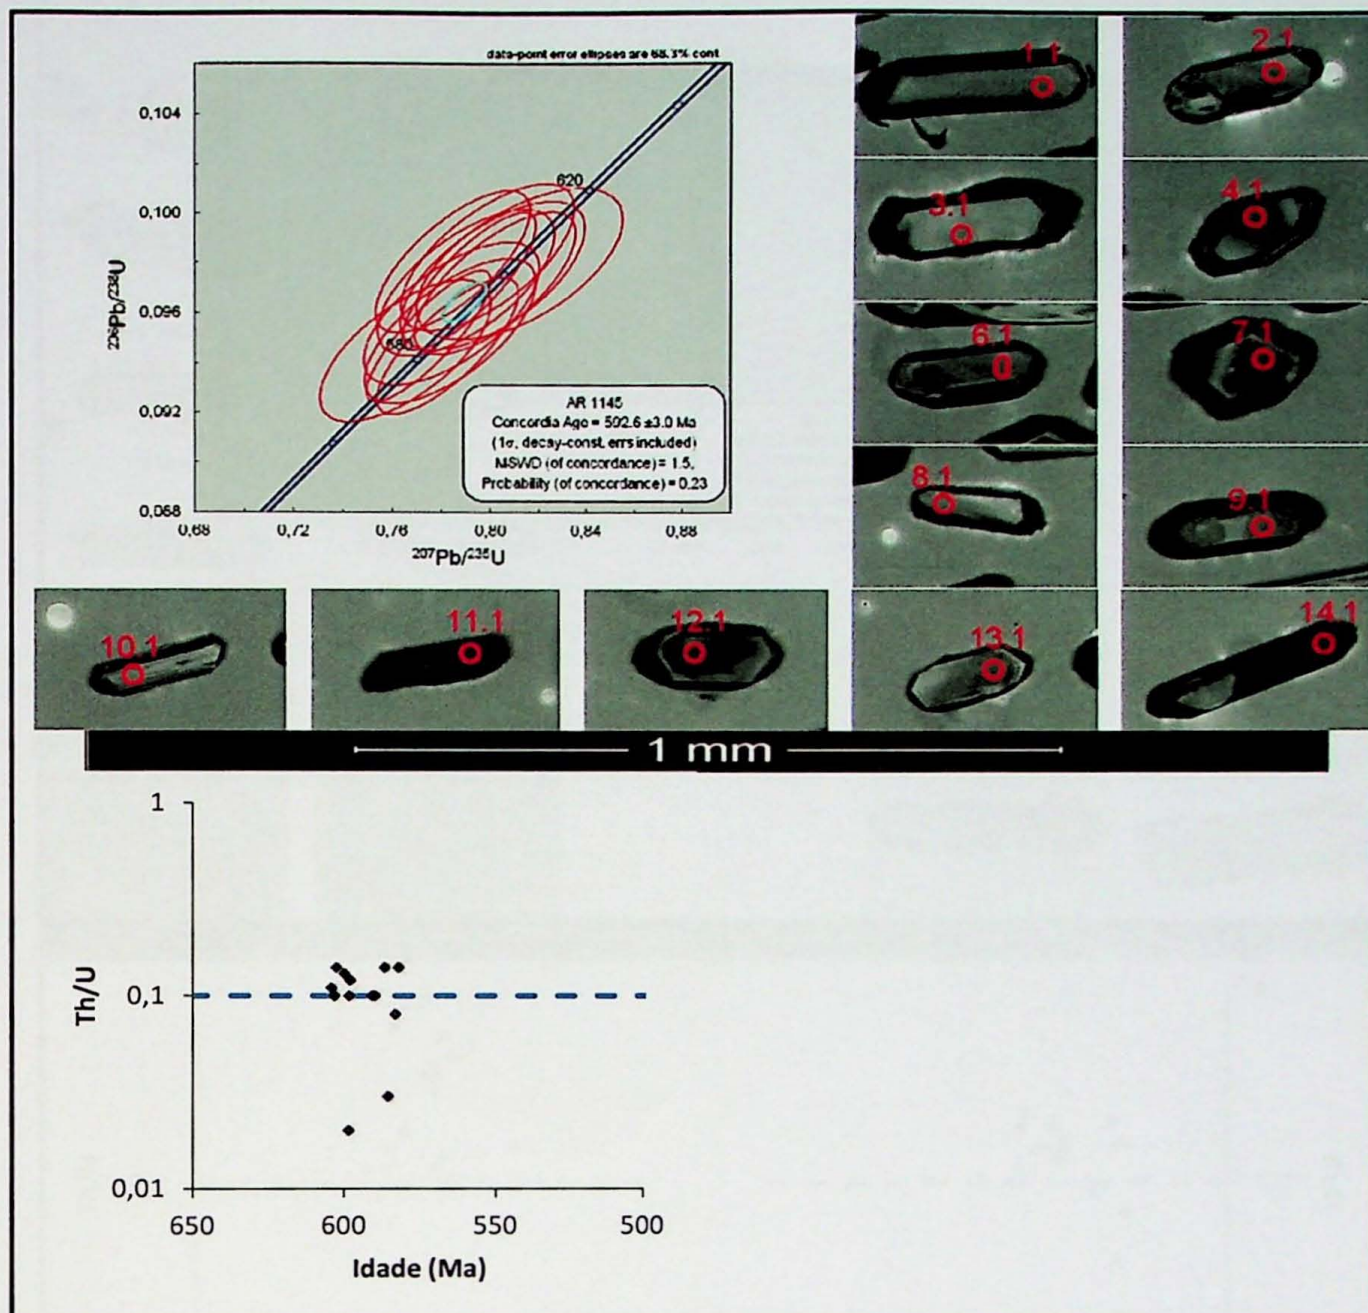 data-point error ellipses are 68.3% conf
0,104
0,100
0,096
0,092
0,068
620
580
206Pb/238U
AR 1145
Concordia Age = 592.6 ±3.0 Ma
(1σ, decay-const. errs included)
MSWD (of concordance) = 1.5,
Probability (of concordance) = 0.23
0,68 0,72 0,76 0,80 0,84 0,88
207Pb/235U
1.1
2.1
3.1
4.1
6.1
7.1
8.1
9.1
10.1
11.1
12.1
13.1
14.1
1 mm
1
0,1
0,01
Th/U
650 600 550 500
Idade (Ma)